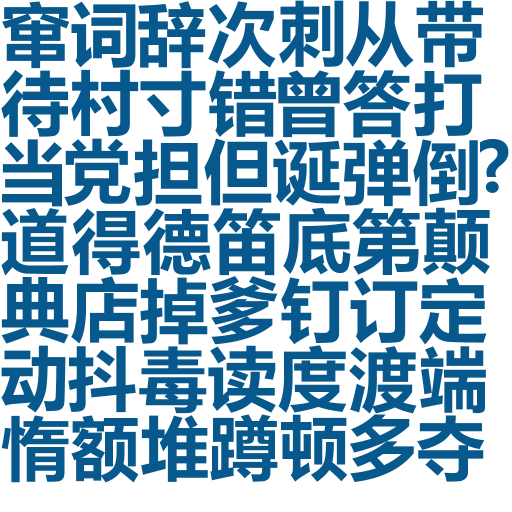 窜词辞次刺从带
待村寸错曾答打
当党担但诞弹倒?
道得德笛底第颠
典店掉爹钉订定
动抖毒读度渡端
惰额堆蹲顿多夺